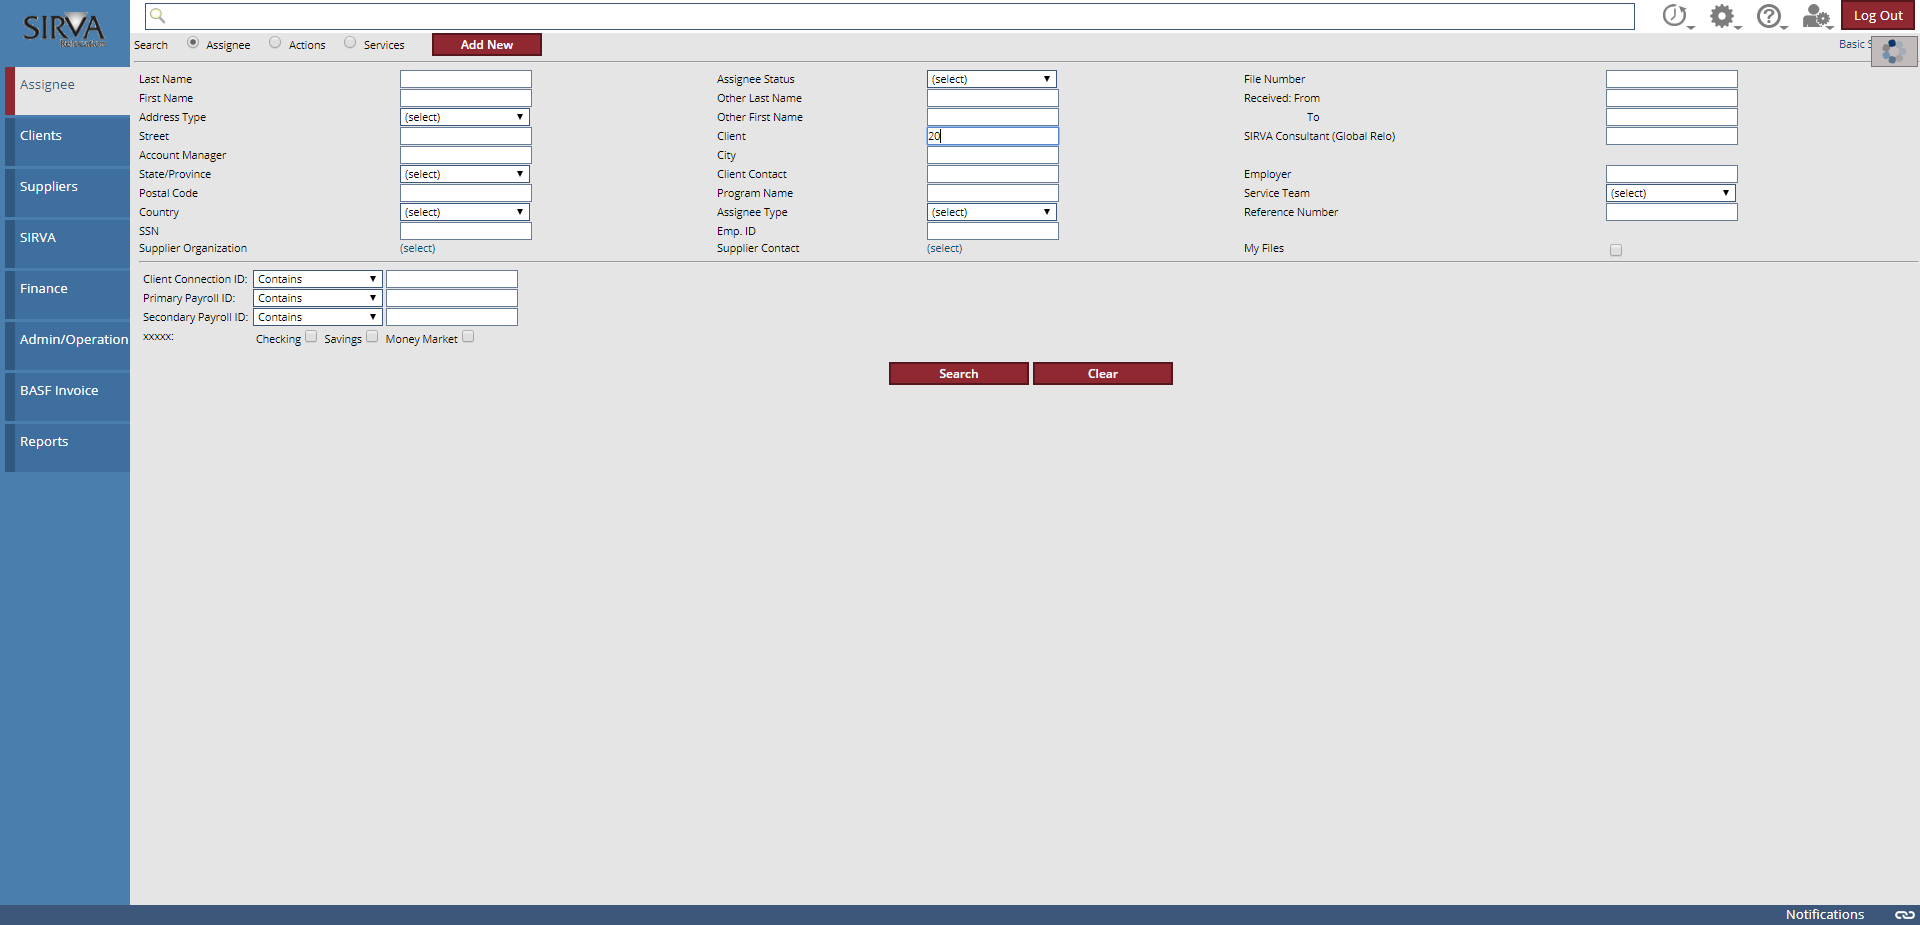 SIRVA
Log Out
Search Assignee Actions Services Add New Basic S
Assignee
Clients
Suppliers
SIRVA
Finance
Admin/Operation
BASF Invoice
Reports
Last Name Assignee Status (select) File Number
First Name Other Last Name Received: From
Address Type (select) Other First Name To
Street Client 20 SIRVA Consultant (Global Relo)
Account Manager City
State/Province (select) Client Contact Employer
Postal Code Program Name Service Team (select)
Country (select) Assignee Type (select) Reference Number
SSN Emp. ID
Supplier Organization (select) Supplier Contact (select) My Files
Client Connection ID: Contains
Primary Payroll ID: Contains
Secondary Payroll ID: Contains
xxxxx: Checking Savings Money Market
Search Clear
Notifications